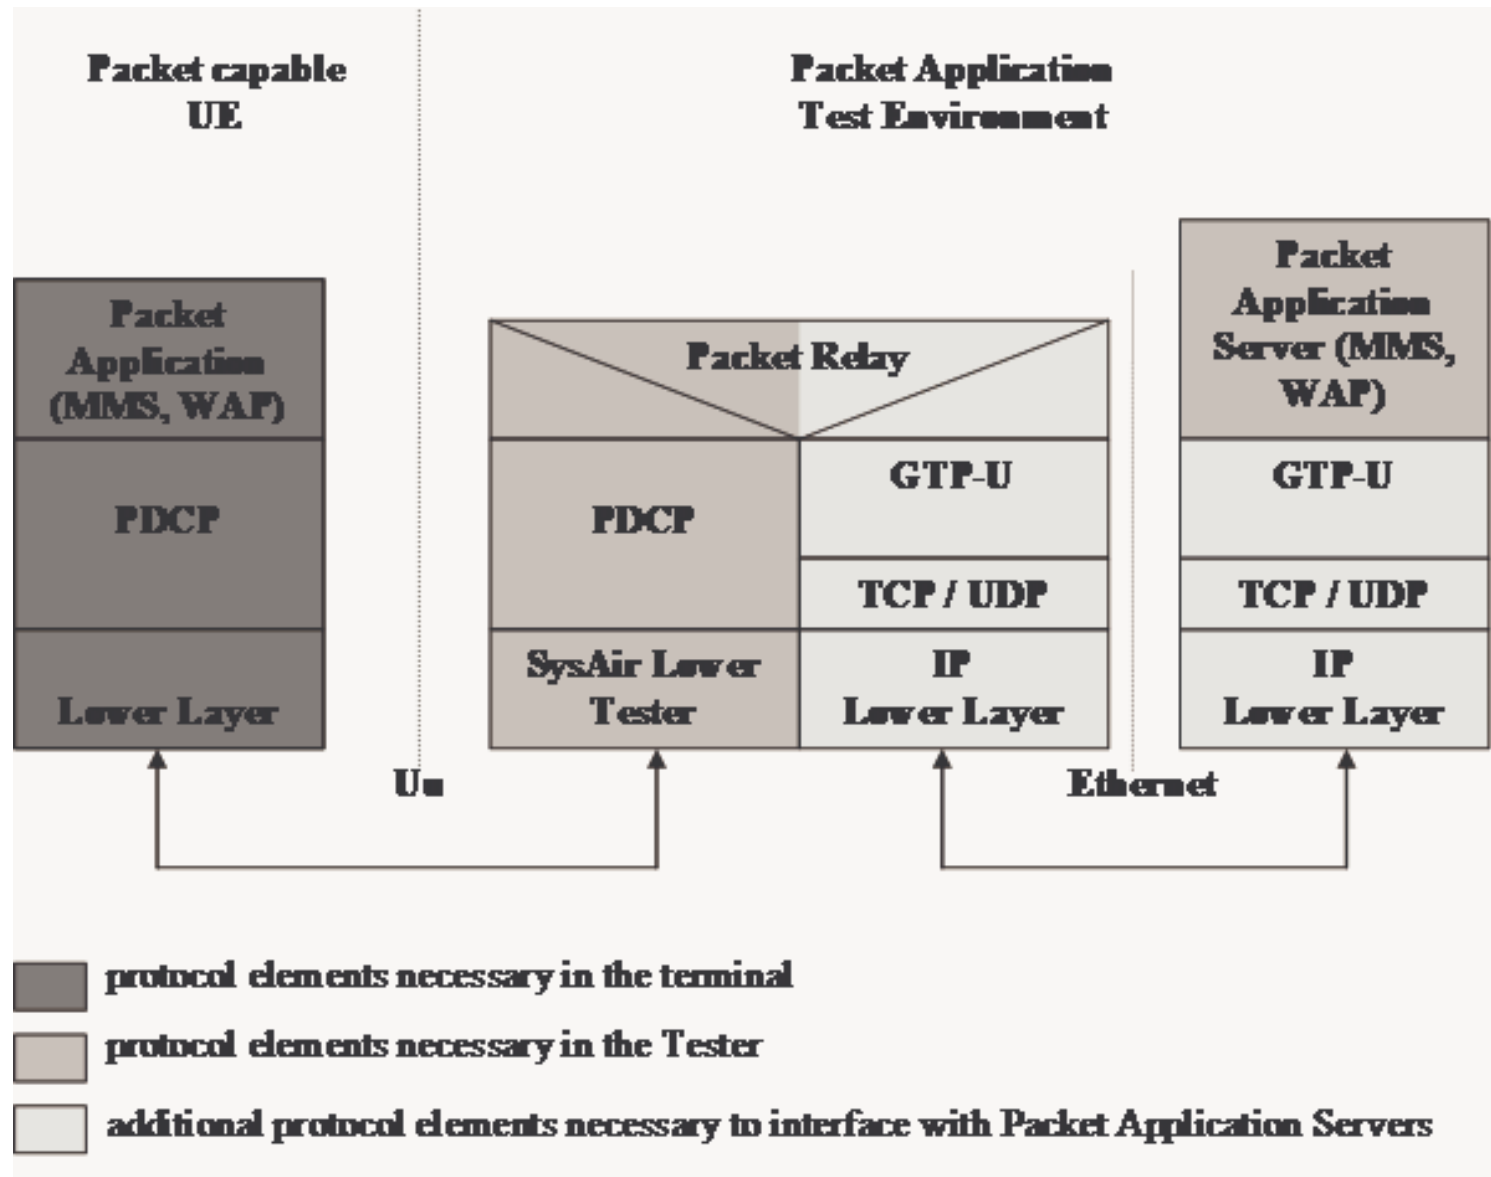 Packet capable
UE
Packet Application
Test Environment
Packet
Application
(MMS, WAP)
PDCP
Lower Layer
Packet Relay
PDCP
SysAir Lower
Tester
GTP-U
TCP / UDP
IP
Lower Layer
Packet
Application
Server (MMS,
WAP)
GTP-U
TCP / UDP
IP
Lower Layer
Uu
Ethernet
protocol elements necessary in the terminal
protocol elements necessary in the Tester
additional protocol elements necessary to interface with Packet Application Servers